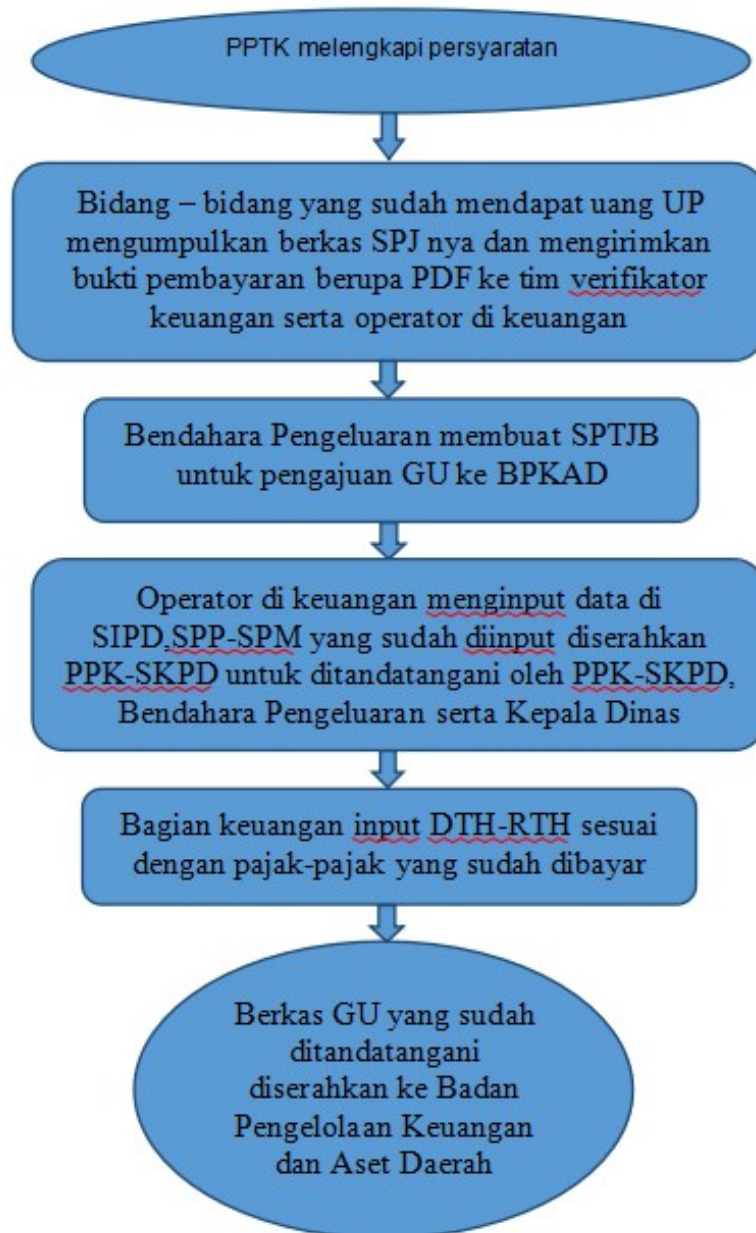 PPTK melengkapi persyaratan
Bidang – bidang yang sudah mendapat uang UP
mengumpulkan berkas SPJ nya dan mengirimkan
bukti pembayaran berupa PDF ke tim verifikator
keuangan serta operator di keuangan
Bendahara Pengeluaran membuat SPTJB
untuk pengajuan GU ke BPKAD
Operator di keuangan menginput data di
SIPD,SPP-SPM yang sudah diinput diserahkan
PPK-SKPD untuk ditandatangani oleh PPK-SKPD,
Bendahara Pengeluaran serta Kepala Dinas
Bagian keuangan input DTH-RTH sesuai
dengan pajak-pajak yang sudah dibayar
Berkas GU yang sudah
ditandatangani
diserahkan ke Badan
Pengelolaan Keuangan
dan Aset Daerah